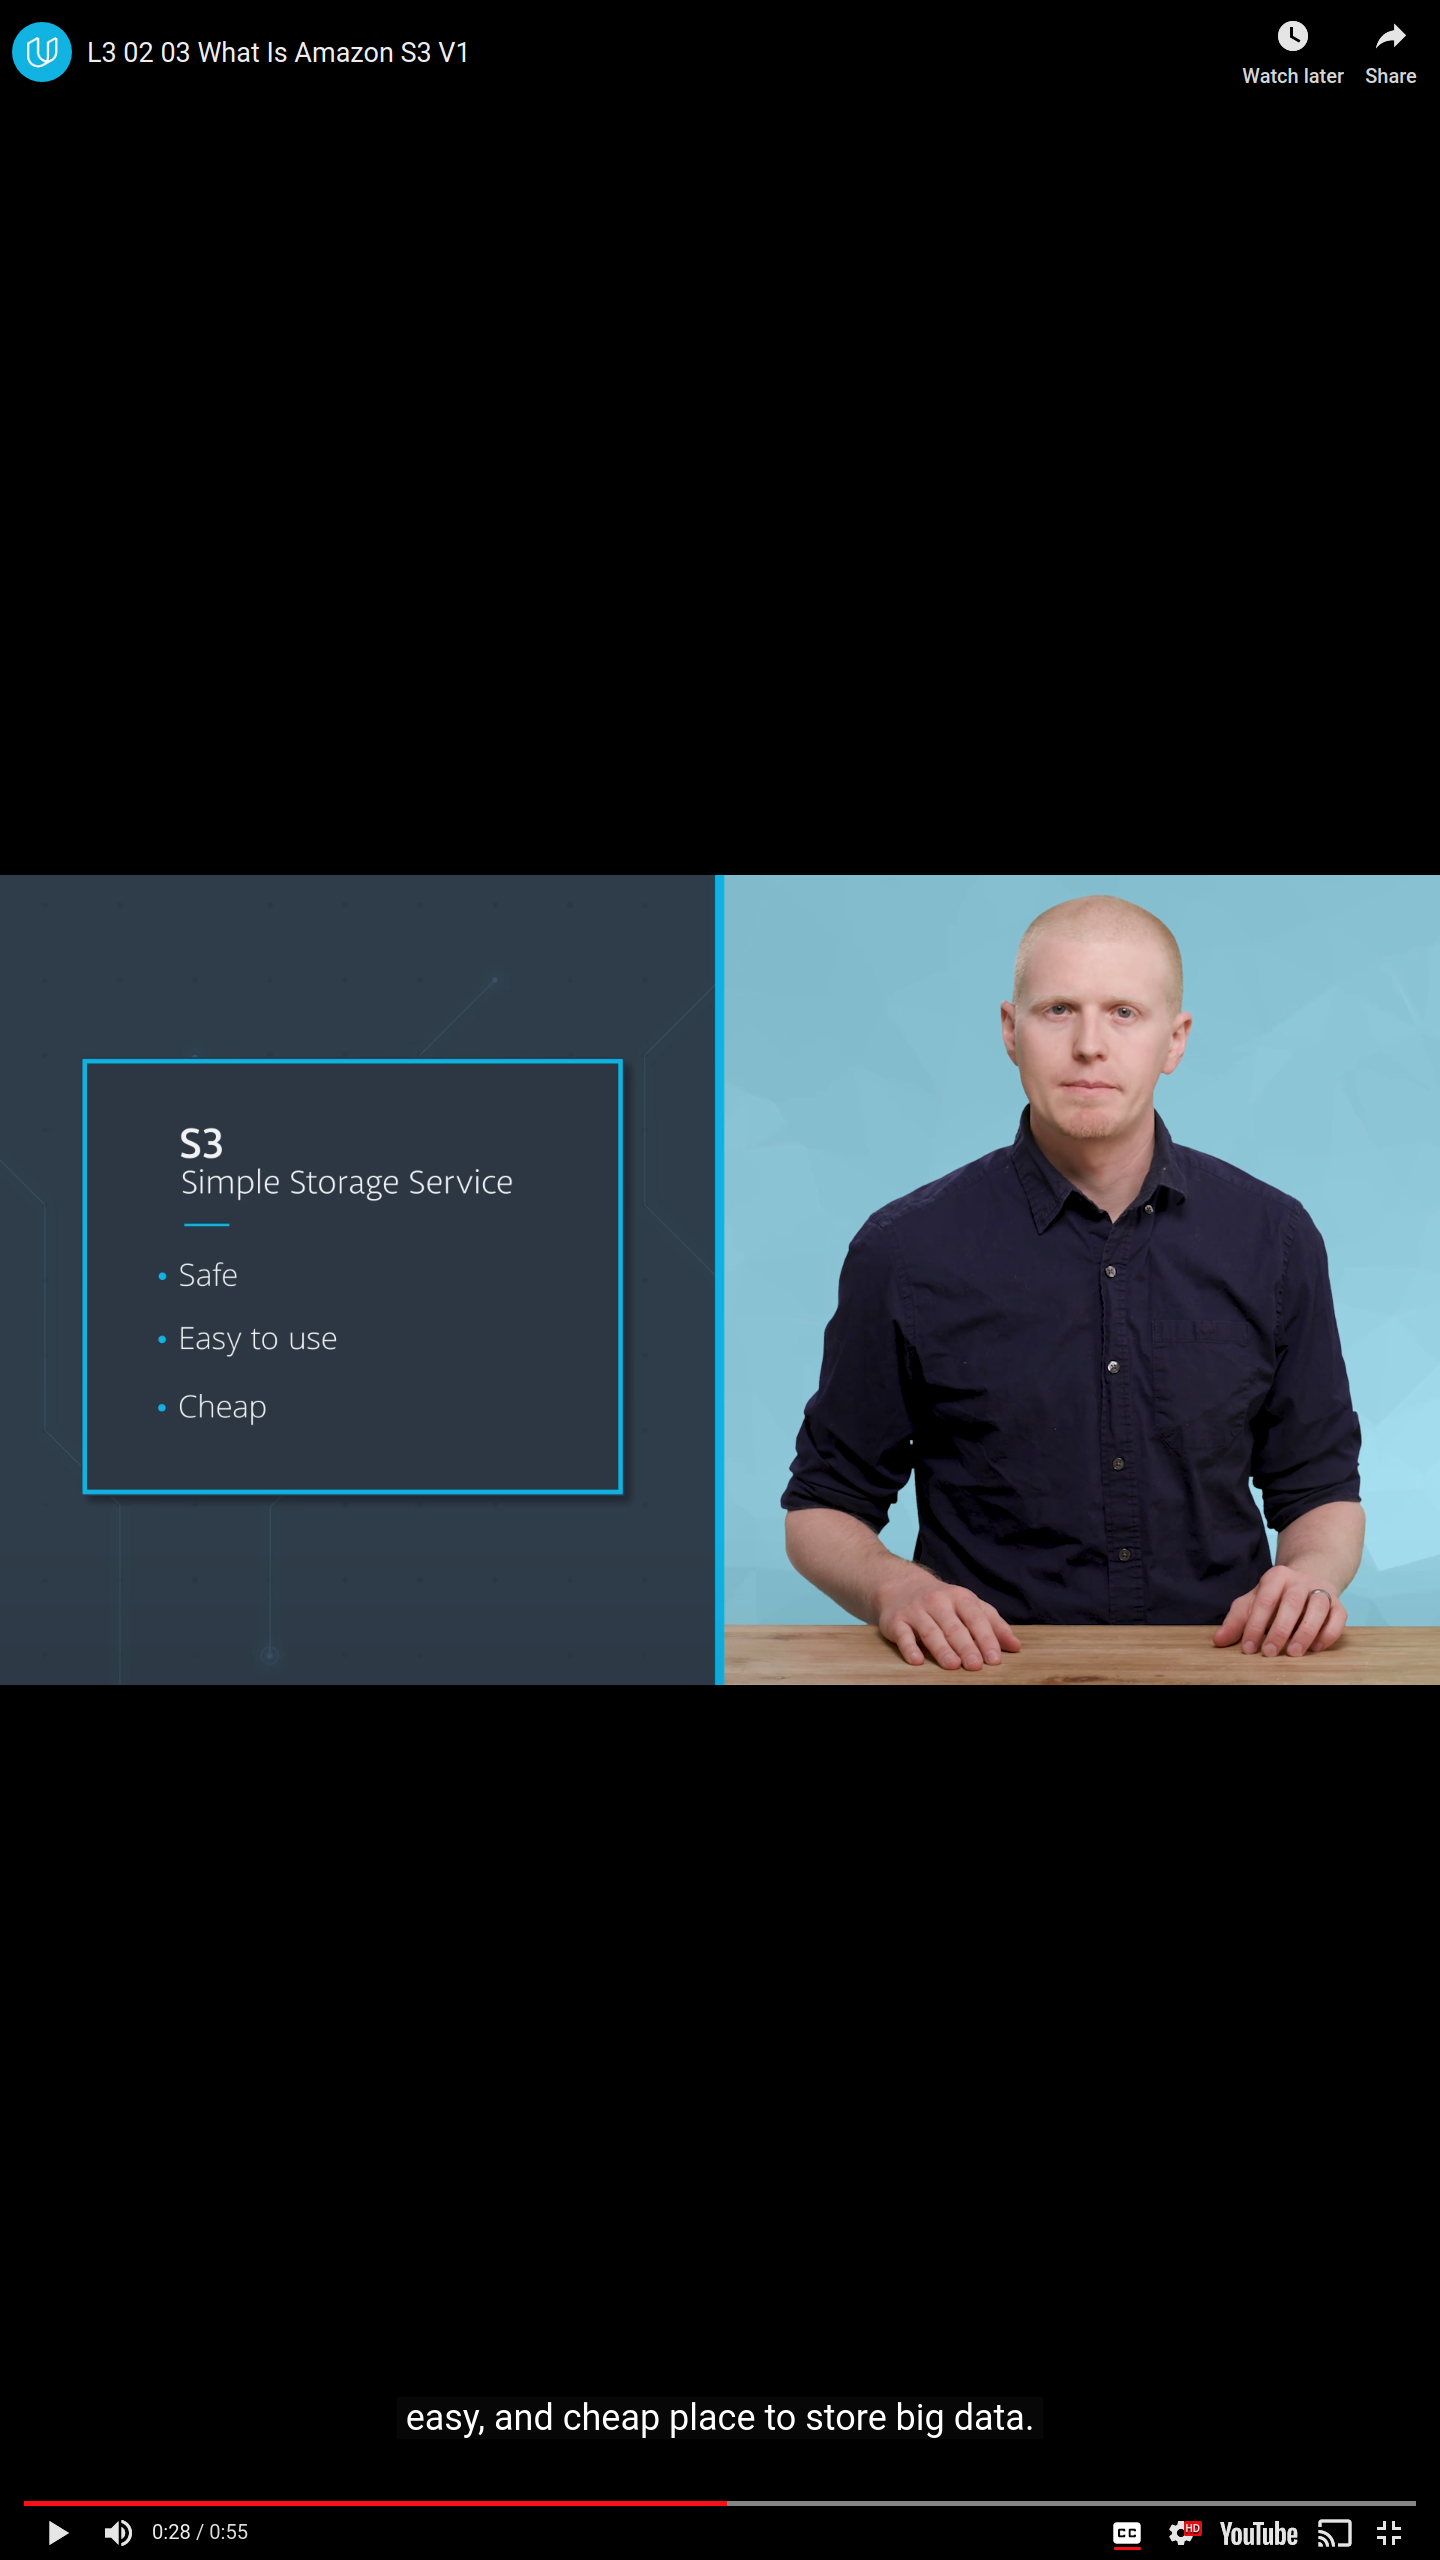 L3 02 03 What Is Amazon S3 V1
Watch later
Share
S3
Simple Storage Service
• Safe
• Easy to use
• Cheap
easy, and cheap place to store big data.
0:28 / 0:55
CC
HD
YouTube